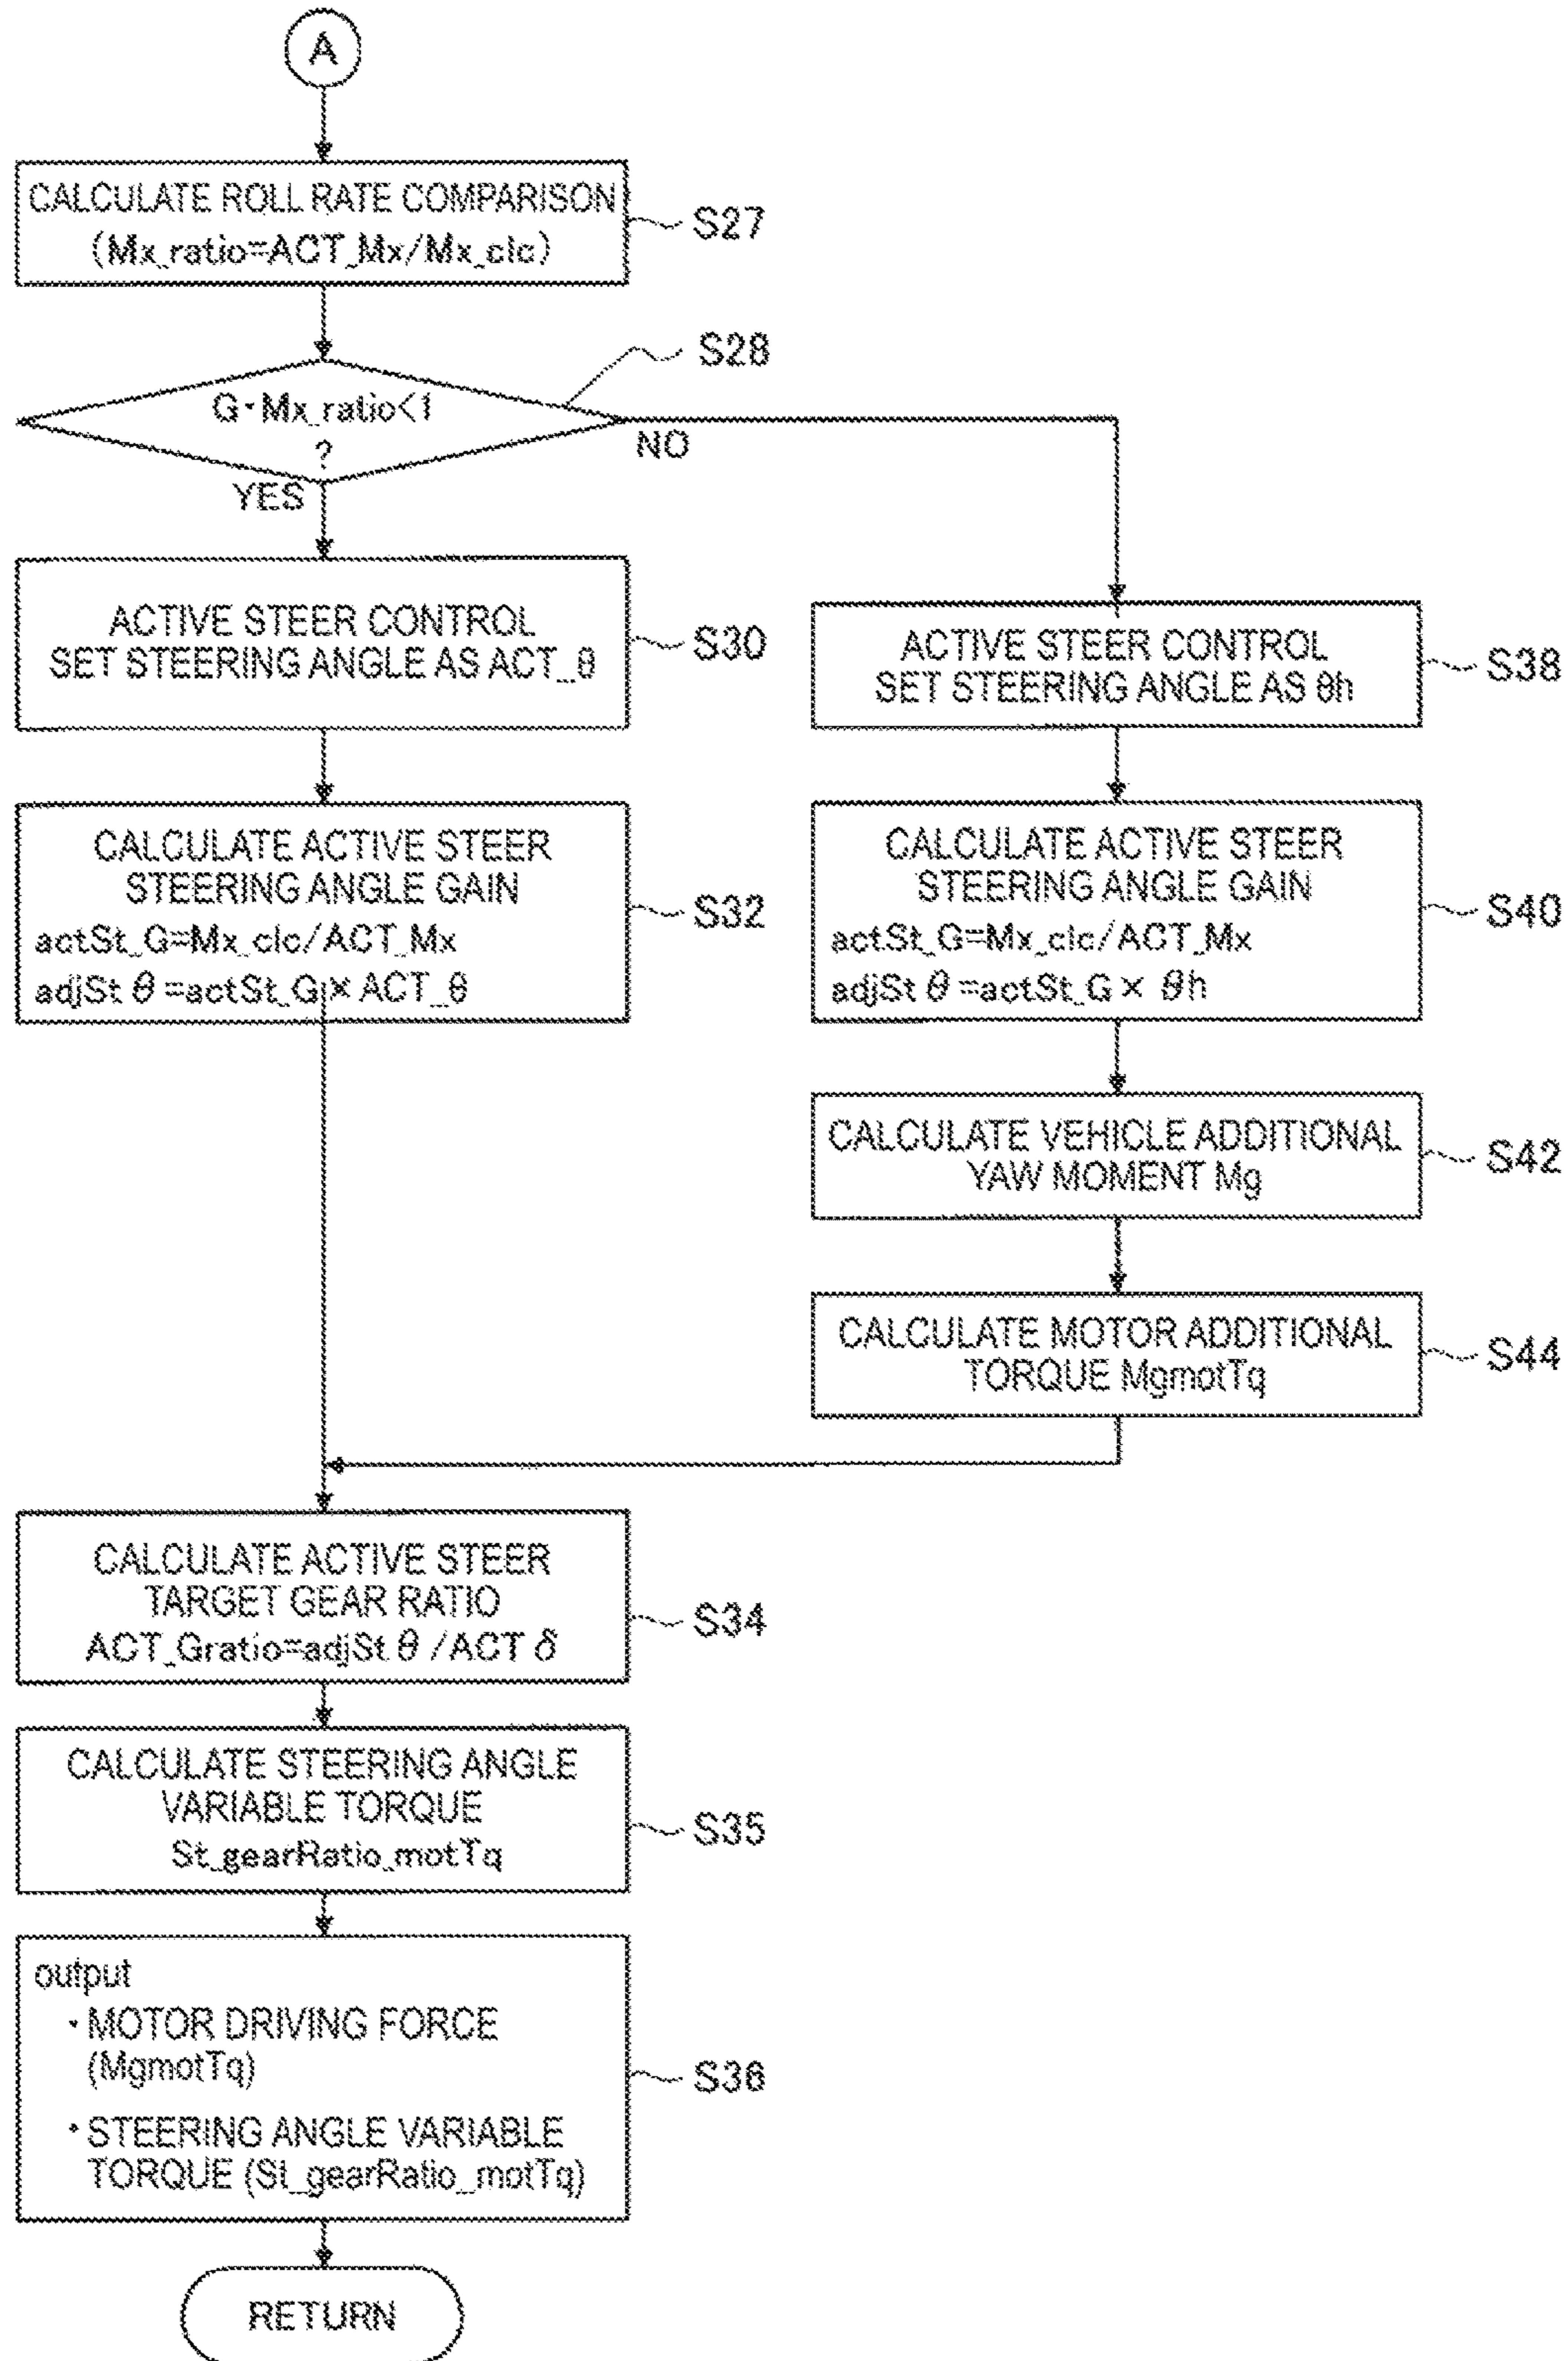 A
CALCULATE ROLL RATE COMPARISON
(Mx_ratio=ACT_Mx/Mx_clc)
S27
S28
G・Mx_ratio<1
?
NO
YES
ACTIVE STEER CONTROL
SET STEERING ANGLE AS ACT_θ
S30
ACTIVE STEER CONTROL
SET STEERING ANGLE AS θh
S38
CALCULATE ACTIVE STEER
STEERING ANGLE GAIN
actSt_G=Mx_clc/ACT_Mx
adjSt θ=actSt_G × ACT_θ
S32
CALCULATE ACTIVE STEER
STEERING ANGLE GAIN
actSt_G=Mx_clc/ACT_Mx
adjSt θ=actSt_G × θh
S40
CALCULATE VEHICLE ADDITIONAL
YAW MOMENT Mg
S42
CALCULATE MOTOR ADDITIONAL
TORQUE MgmotTq
S44
CALCULATE ACTIVE STEER
TARGET GEAR RATIO
ACT_Gratio=adjSt θ/ACT δ
S34
CALCULATE STEERING ANGLE
VARIABLE TORQUE
St_gearRatio_motTq
S35
output
・MOTOR DRIVING FORCE
(MgmotTq)
・STEERING ANGLE VARIABLE
TORQUE (St_gearRatio_motTq)
S36
RETURN